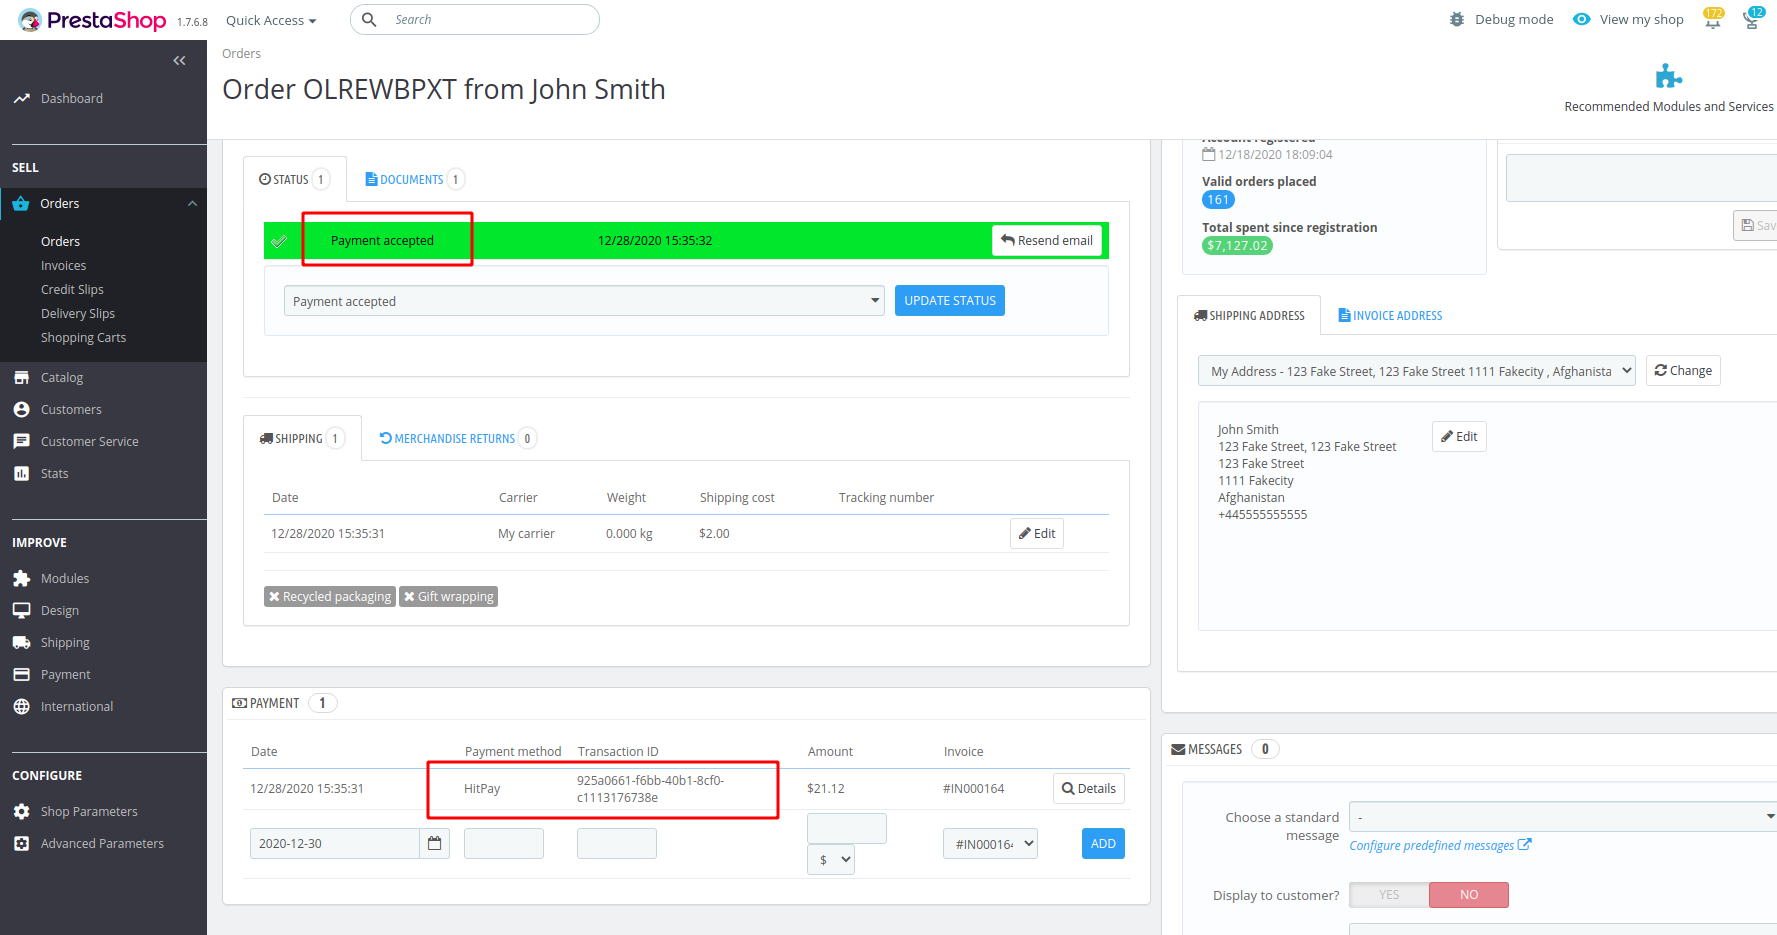 PrestaShop 1.7.6.8 Quick Access Search Debug mode View my shop 172 12
Orders
Order OLREWBPXT from John Smith
Recommended Modules and Services
Dashboard
SELL
Orders
Orders
Invoices
Credit Slips
Delivery Slips
Shopping Carts
Catalog
Customers
Customer Service
Stats
IMPROVE
Modules
Design
Shipping
Payment
International
CONFIGURE
Shop Parameters
Advanced Parameters
STATUS 1 DOCUMENTS 1
Payment accepted 12/28/2020 15:35:32 Resend email
Payment accepted UPDATE STATUS
SHIPPING 1 MERCHANDISE RETURNS 0
Date Carrier Weight Shipping cost Tracking number
12/28/2020 15:35:31 My carrier 0.000 kg $2.00 Edit
Recycled packaging Gift wrapping
PAYMENT 1
Date Payment method Transaction ID Amount Invoice
12/28/2020 15:35:31 HitPay 925a0661-f6bb-40b1-8cf0-
c1113176738e $21.12 #IN000164 Details
2020-12-30 #IN000164 ADD
$
Account registered
12/18/2020 18:09:04
Valid orders placed
161
Total spent since registration
$7,127.02
Sav
SHIPPING ADDRESS INVOICE ADDRESS
My Address - 123 Fake Street, 123 Fake Street 1111 Fakecity , Afghanista Change
John Smith Edit
123 Fake Street, 123 Fake Street
123 Fake Street
1111 Fakecity
Afghanistan
+445555555555
MESSAGES 0
Choose a standard
message
-
Configure predefined messages
Display to customer? YES NO